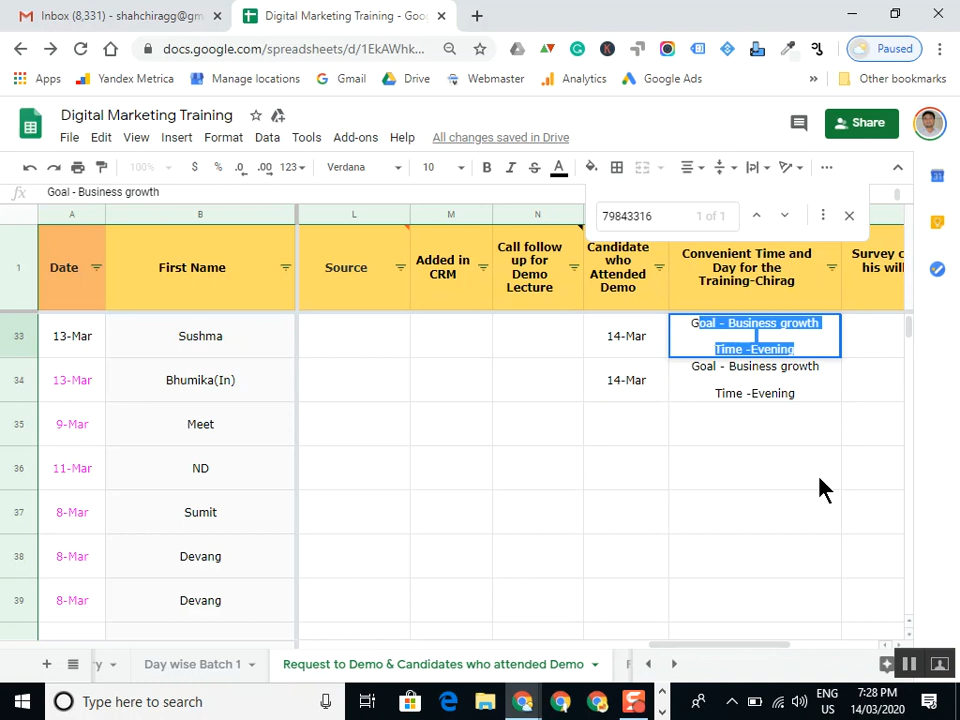 Inbox (8,331) - shahchiragg@gm
Digital Marketing Training - Goo
docs.google.com/spreadsheets/d/1EkAWhk...
Paused
Apps
Yandex Metrica
Manage locations
Gmail
Drive
Webmaster
Analytics
Google Ads
»
Other bookmarks
Digital Marketing Training
File Edit View Insert Format Data Tools Add-ons Help All changes saved in Drive
Share
100% $ % .0 .00 123 Verdana 10 B I S A
fx Goal - Business growth
79843316 1 of 1
A B L M N
1
Date
First Name
Source
Added in
CRM
Call follow
up for
Demo
Lecture
Candidate
who
Attended
Demo
Convenient Time and
Day for the
Training-Chirag
Survey c
his will
33 13-Mar Sushma 14-Mar
Goal - Business growth
Time -Evening
34 13-Mar Bhumika(In) 14-Mar
Goal - Business growth
Time -Evening
35 9-Mar Meet
36 11-Mar ND
37 8-Mar Sumit
38 8-Mar Devang
39 8-Mar Devang
ry
Day wise Batch 1
Request to Demo & Candidates who attended Demo
Type here to search
ENG
US
7:28 PM
14/03/2020